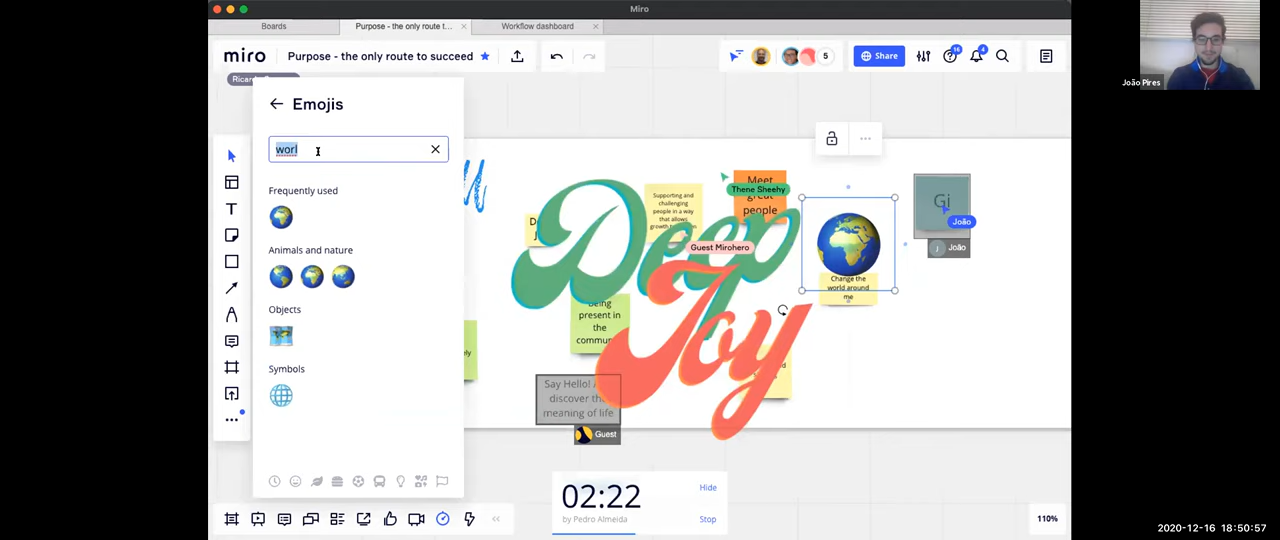 Miro
Boards
Purpose - the only route t...
Workflow dashboard
miro
Purpose - the only route to succeed
5
Share
16
4
João Pires
Emojis
worl
Frequently used
Animals and nature
Objects
Symbols
Supporting and
challenging
people in a way
that allows
Meet
Thene Sheehy
great
people
Guest Mirohero
Deep
Joy
Change the
world around
me
Gi
João
J João
Being
present in
the
Say Hello!
discover the
meaning of life
Guest
02:22
by Pedro Almeida
Hide
Stop
110%
2020-12-16 18:50:57